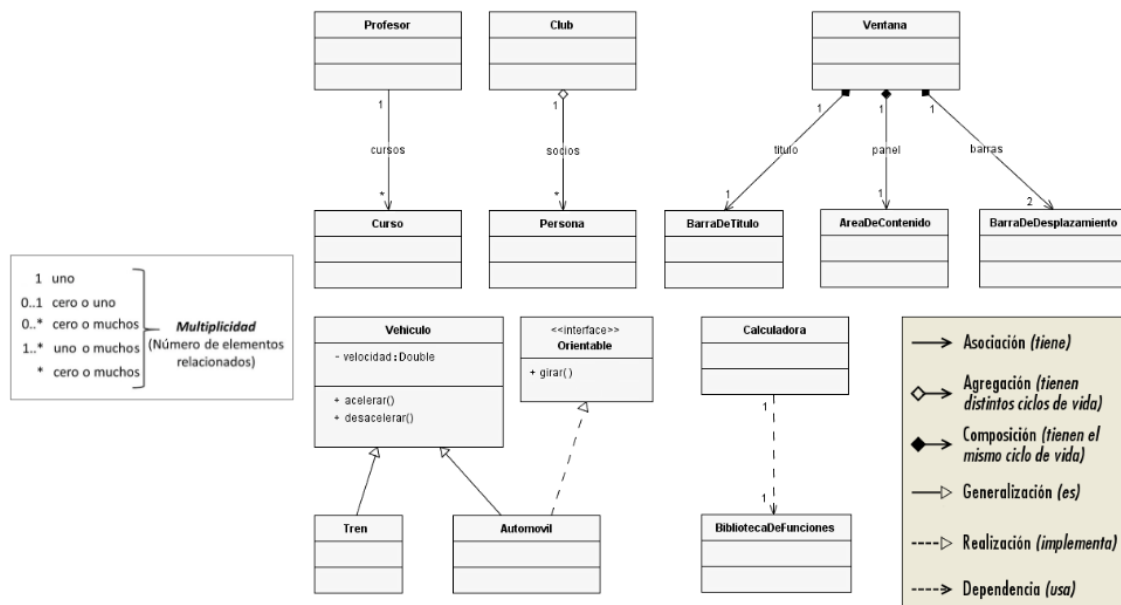 Profesor
Club
Ventana
1
1
1
1
1
cursos
socios
titulo
panel
barras
*
*
1
1
2
Curso
Persona
BarraDeTitulo
AreaDeContenido
BarraDeDesplazamiento
1 uno
0..1 cero o uno
0..* cero o muchos
1..* uno o muchos
* cero o muchos
Multiplicidad
(Número de elementos
relacionados)
Vehiculo
- velocidad:Double
+ acelerar()
+ desacelerar()
<<interface>>
Orientable
+ girar()
Calculadora
1
1
Tren
Automovil
BibliotecaDeFunciones
Asociación (tiene)
Agregación (tienen
distintos ciclos de vida)
Composición (tienen el
mismo ciclo de vida)
Generalización (es)
Realización (implementa)
Dependencia (usa)